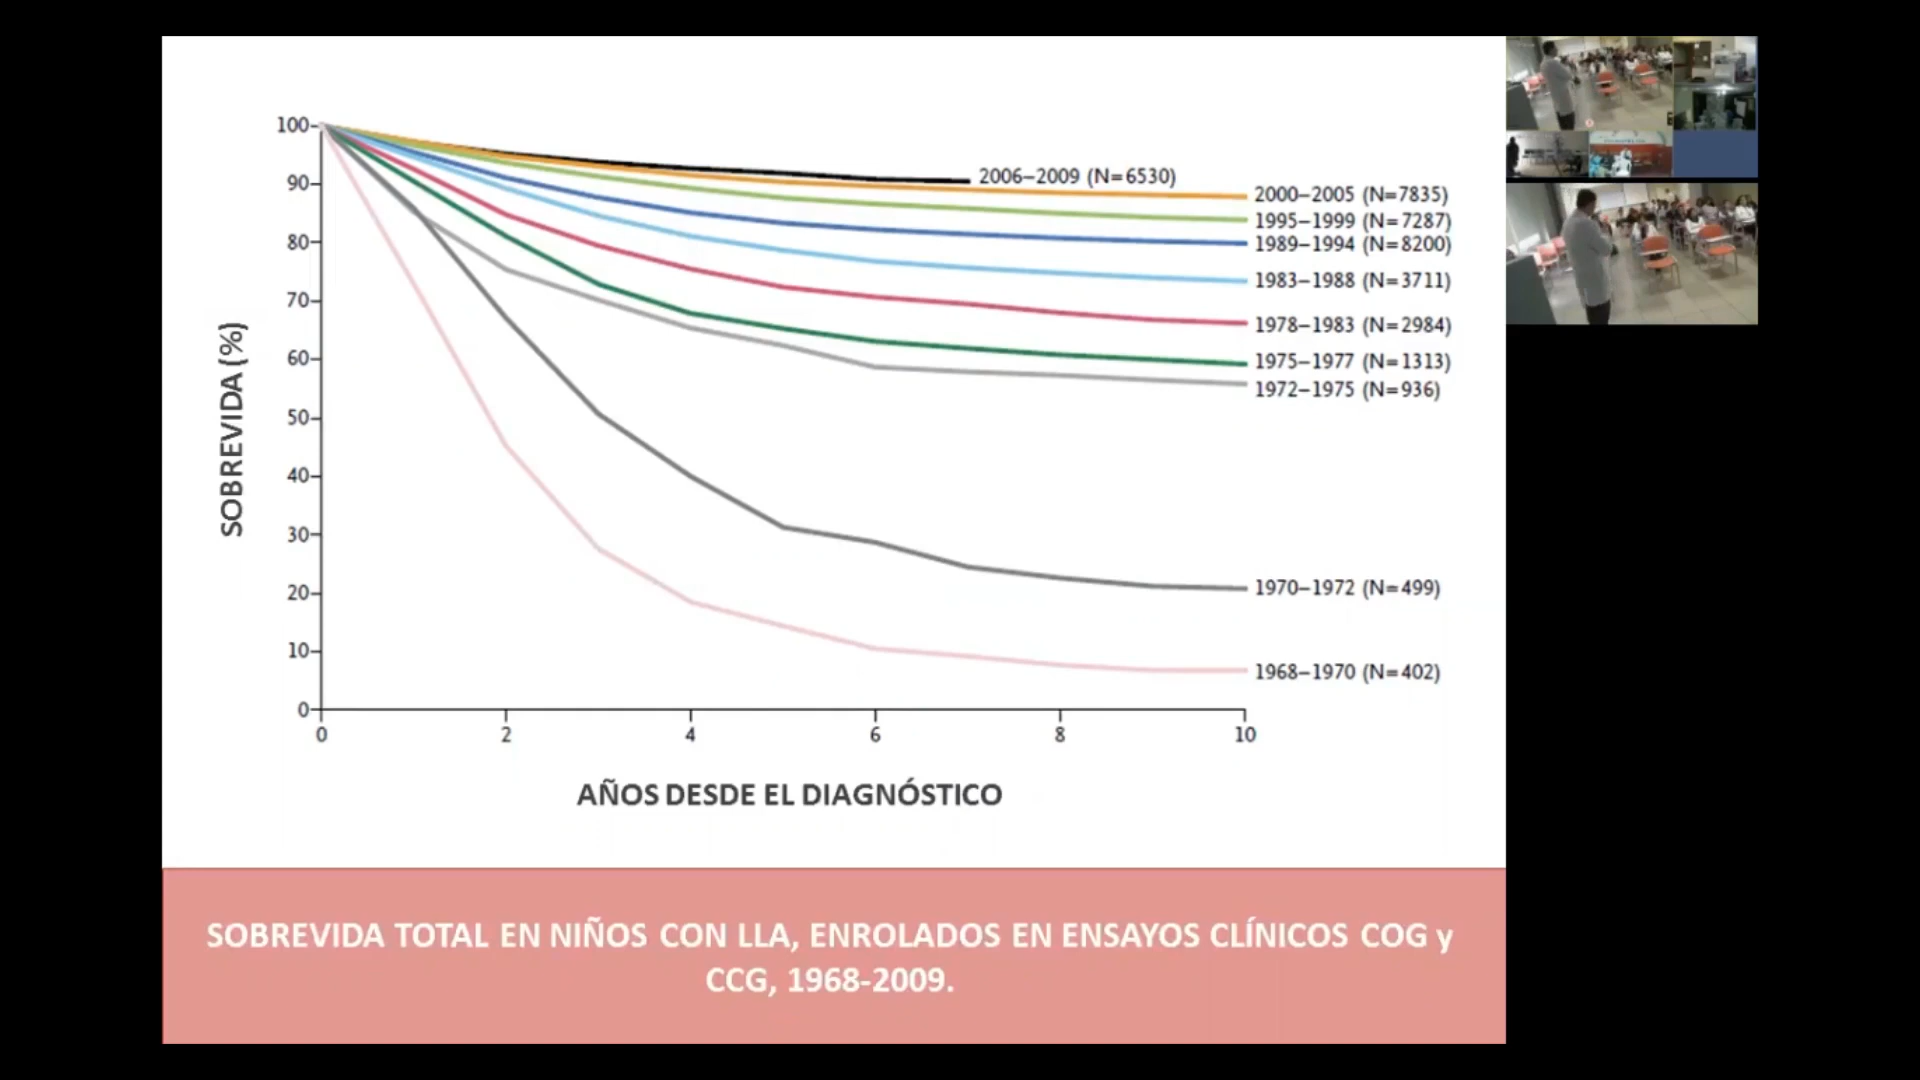 100
90
80
70
60
50
40
30
20
10
0
SOBREVIDA (%)
2006–2009 (N=6530)
2000–2005 (N=7835)
1995–1999 (N=7287)
1989–1994 (N=8200)
1983–1988 (N=3711)
1978–1983 (N=2984)
1975–1977 (N=1313)
1972–1975 (N=936)
1970–1972 (N=499)
1968–1970 (N=402)
0 2 4 6 8 10
AÑOS DESDE EL DIAGNÓSTICO
SOBREVIDA TOTAL EN NIÑOS CON LLA, ENROLADOS EN ENSAYOS CLÍNICOS COG y
CCG, 1968-2009.